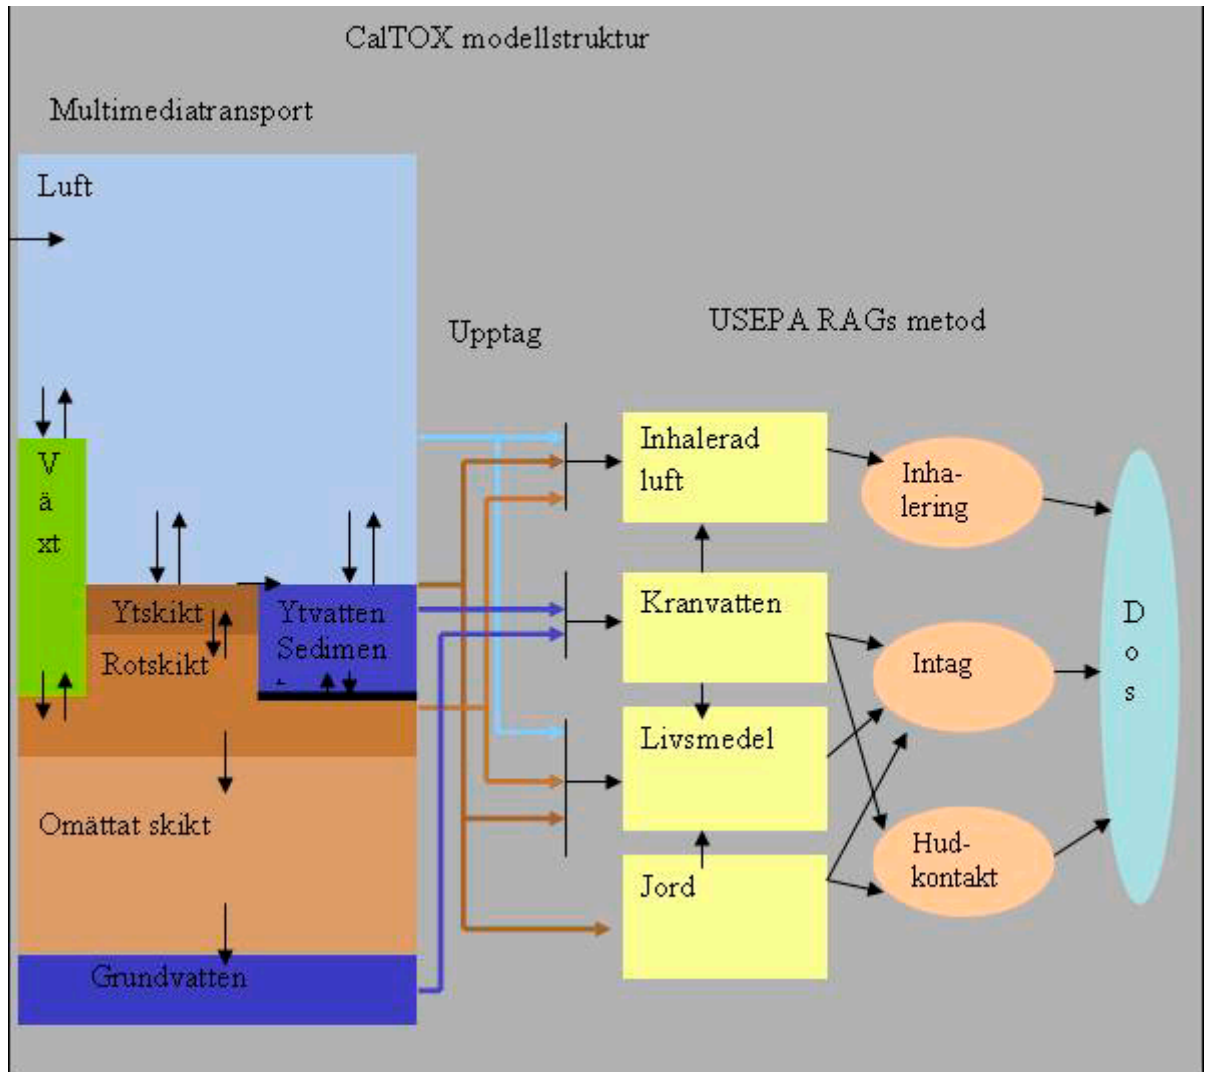 CalTOX modellstruktur
Multimediatransport
Luft
Upptag
USEPA RAGs metod
V
ä
xt
Ytskikt
Rotskikt
Ytvatten
Sedimen
Omättat skikt
Grundvatten
Inhalerad
luft
Kranvatten
Livsmedel
Jord
Inha-
lering
Intag
Hud-
kontakt
D
o
s